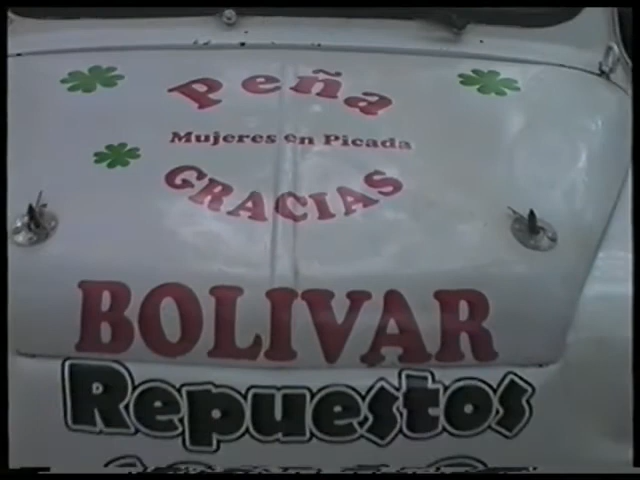 Peña
Mujeres en Picada
GRACIAS
BOLIVAR
Repuestos